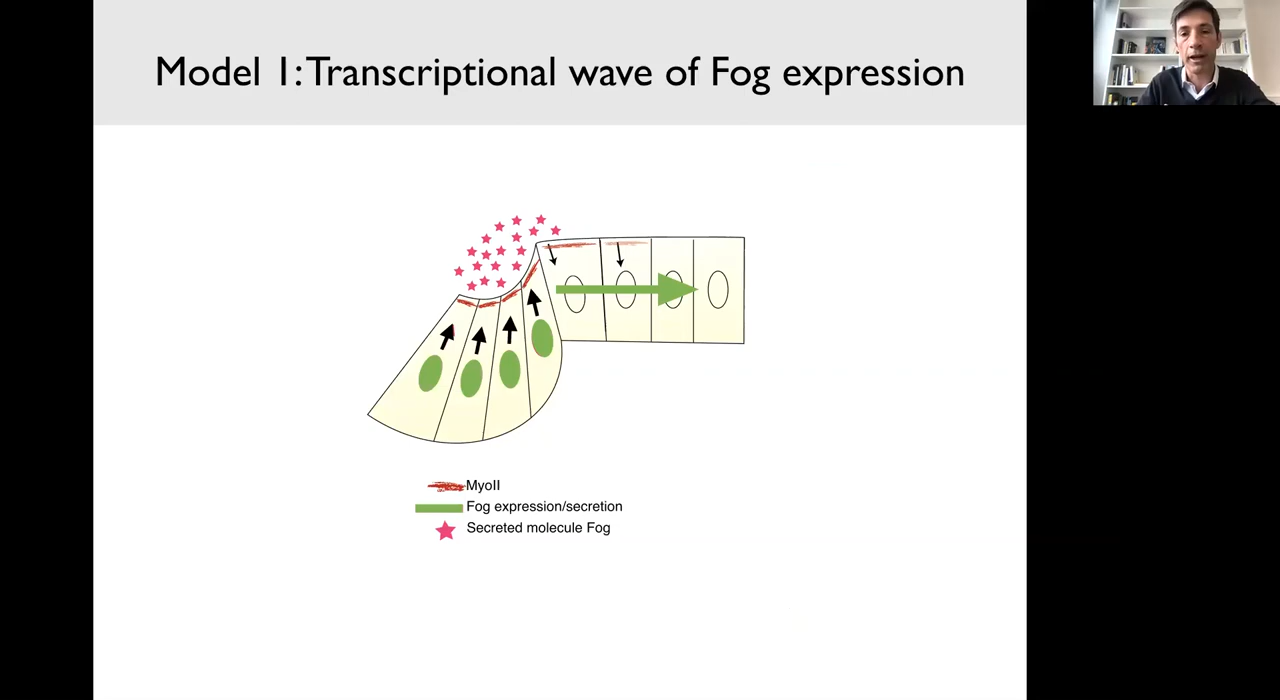 Model 1: Transcriptional wave of Fog expression
MyoII
Fog expression/secretion
Secreted molecule Fog